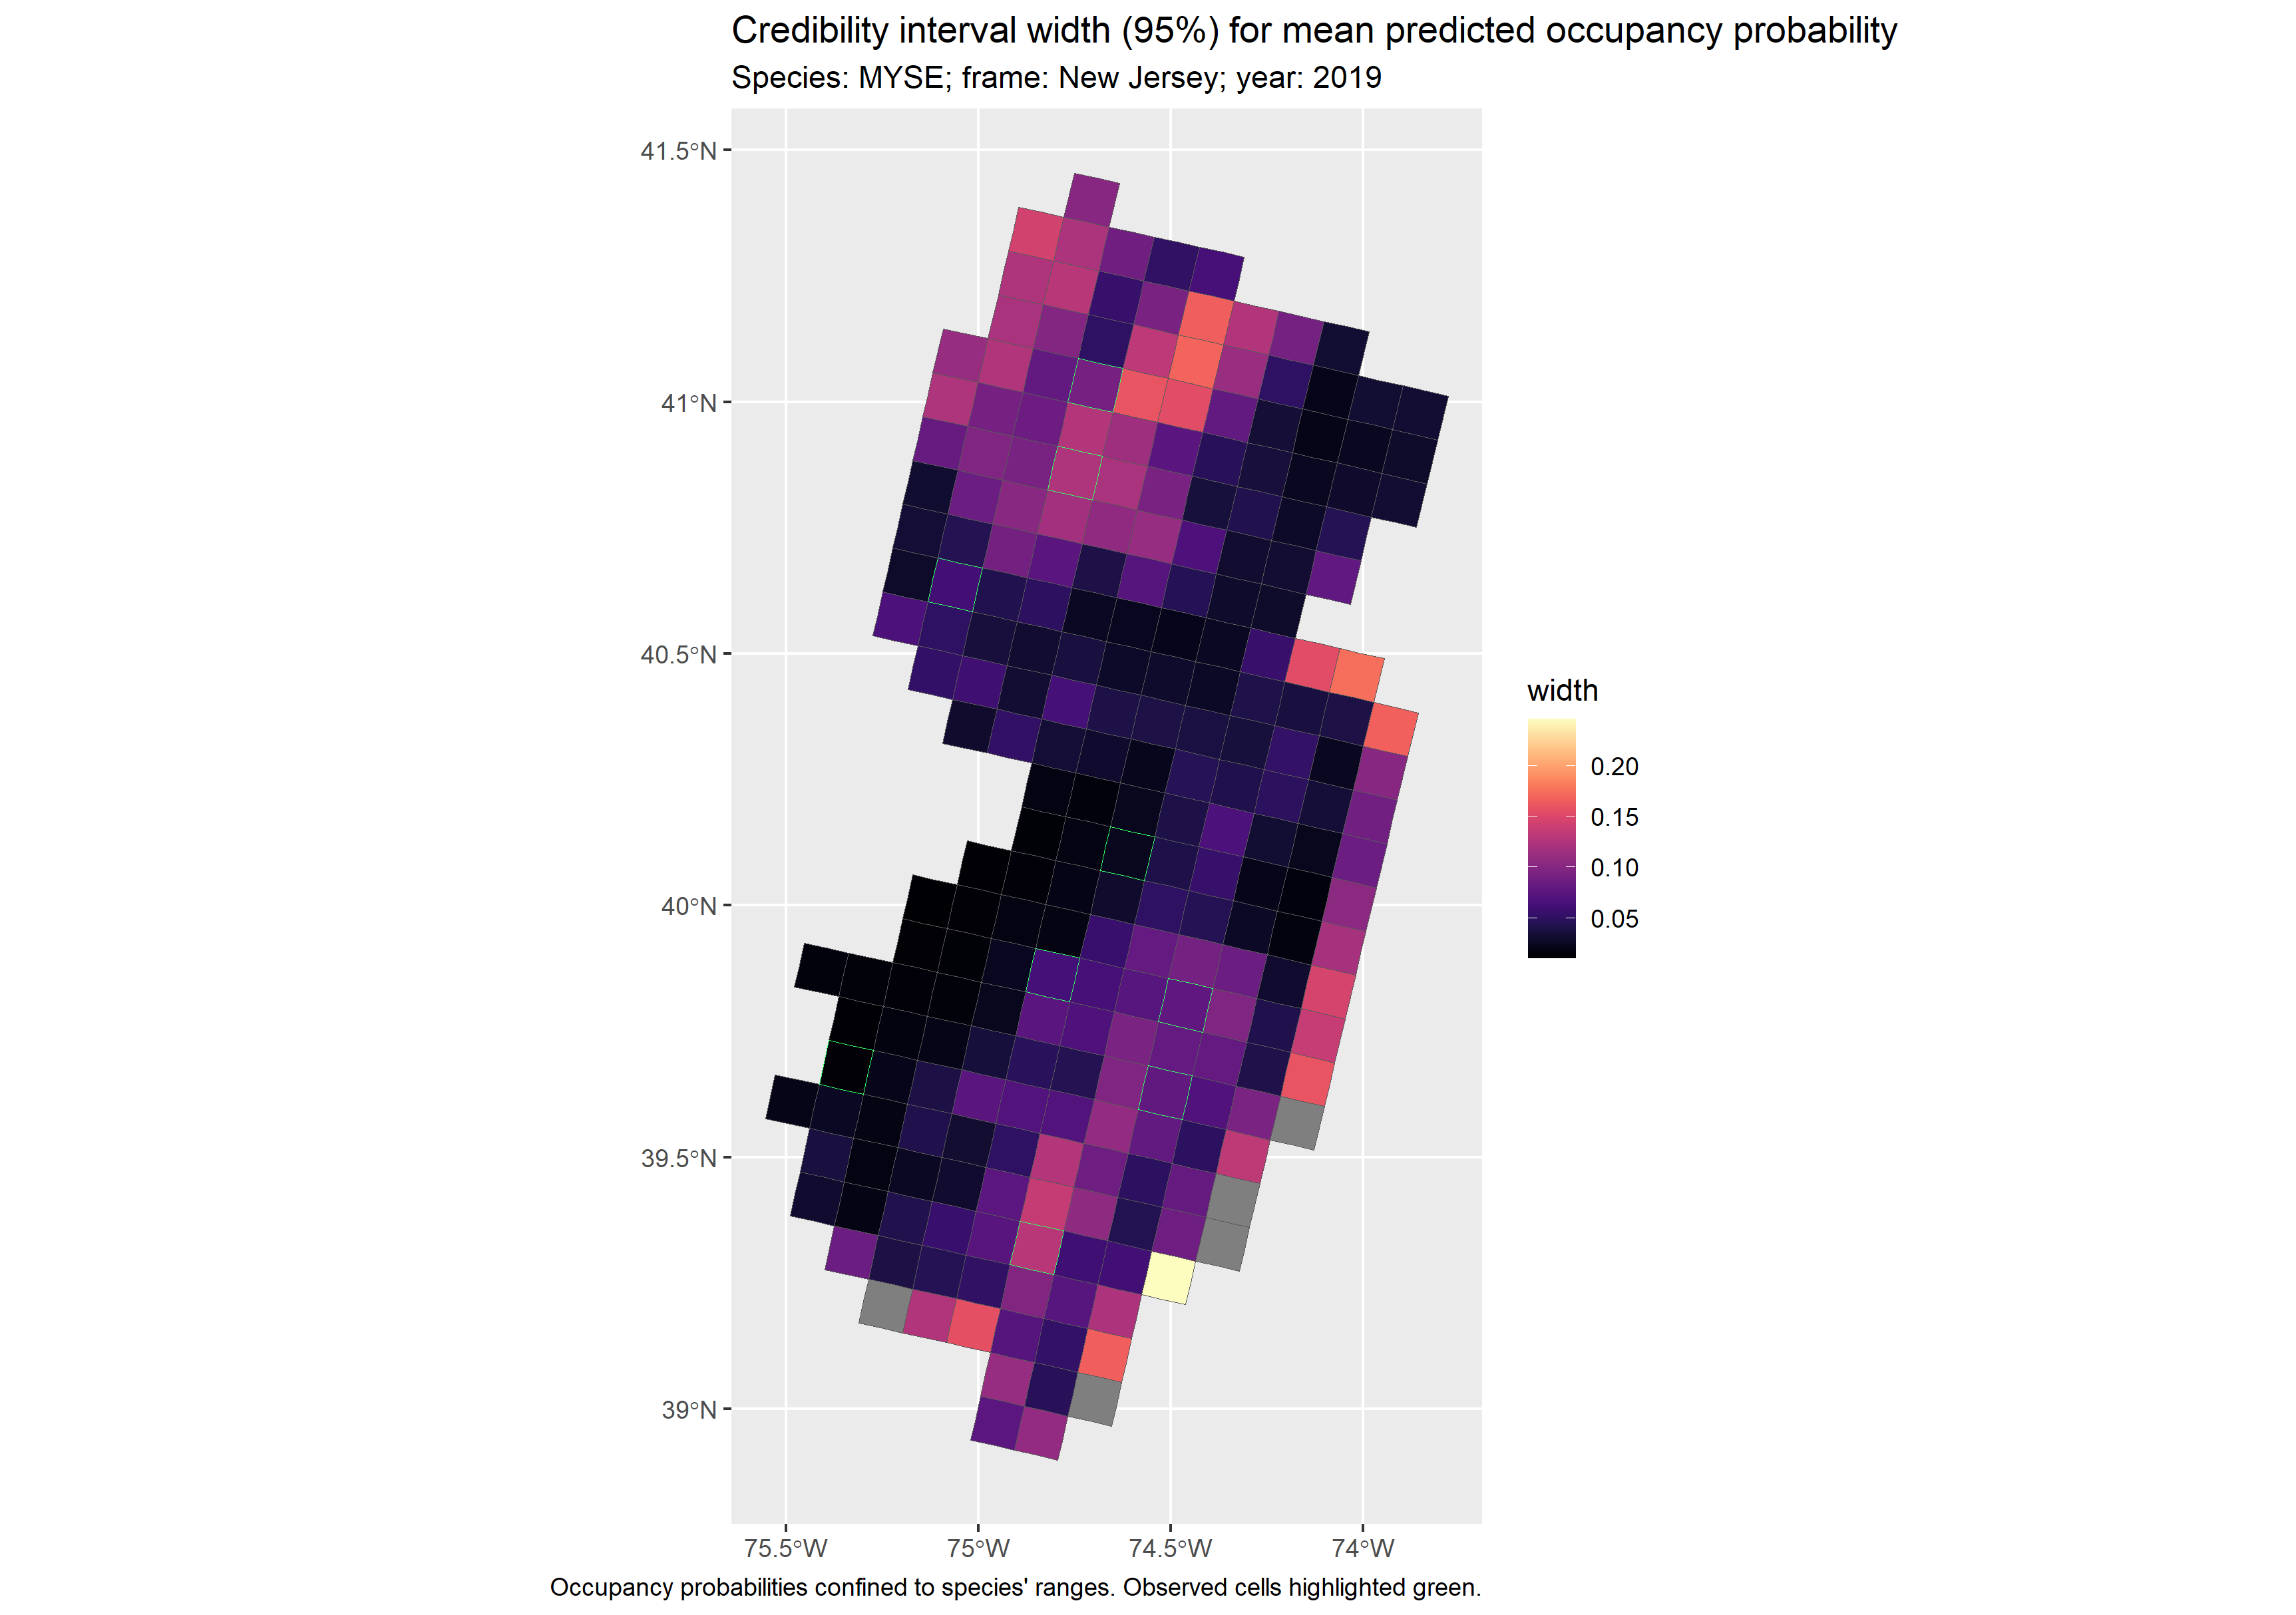 Credibility interval width (95%) for mean predicted occupancy probability
Species: MYSE; frame: New Jersey; year: 2019
41.5°N
41°N
40.5°N
40°N
39.5°N
39°N
75.5°W
75°W
74.5°W
74°W
width
0.20
0.15
0.10
0.05
Occupancy probabilities confined to species' ranges. Observed cells highlighted green.